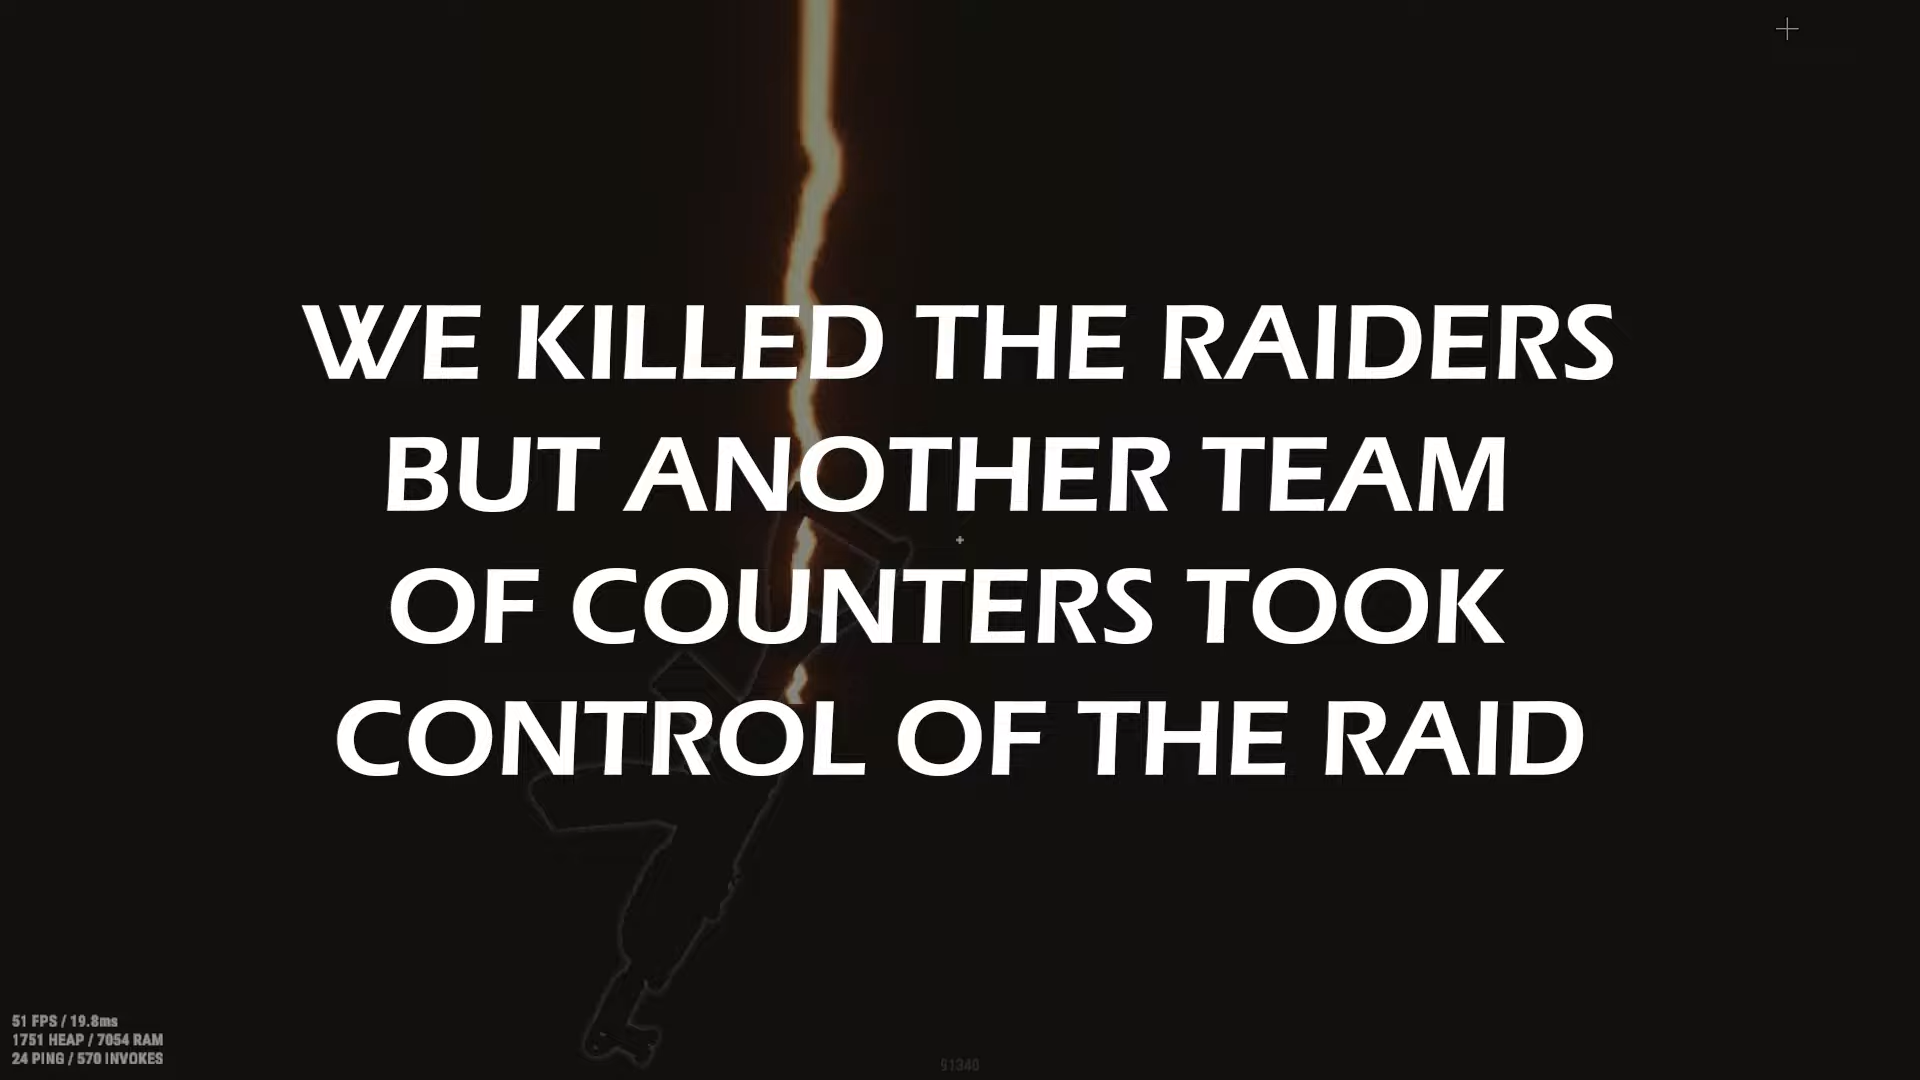 WE KILLED THE RAIDERS
BUT ANOTHER TEAM
OF COUNTERS TOOK
CONTROL OF THE RAID
51 FPS / 19.8ms
1751 HEAP / 7054 RAM
24 PING / 570 INVOKES
91340